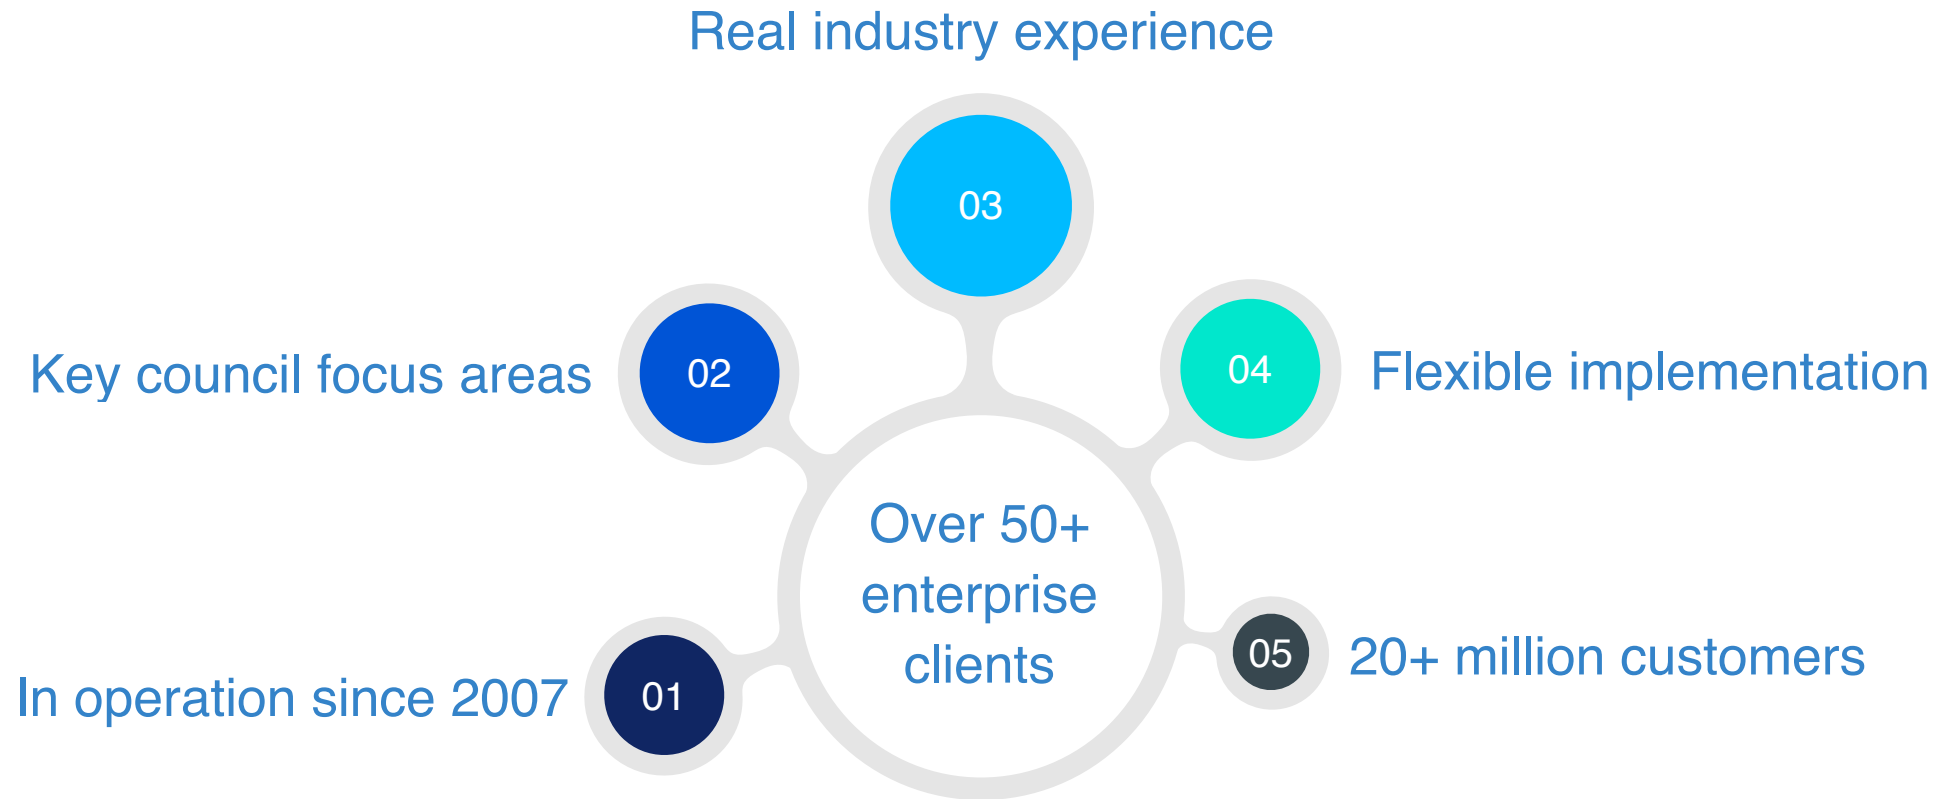 Real industry experience
03
Key council focus areas
02
04
Flexible implementation
Over 50+
enterprise
clients
In operation since 2007
01
05
20+ million customers